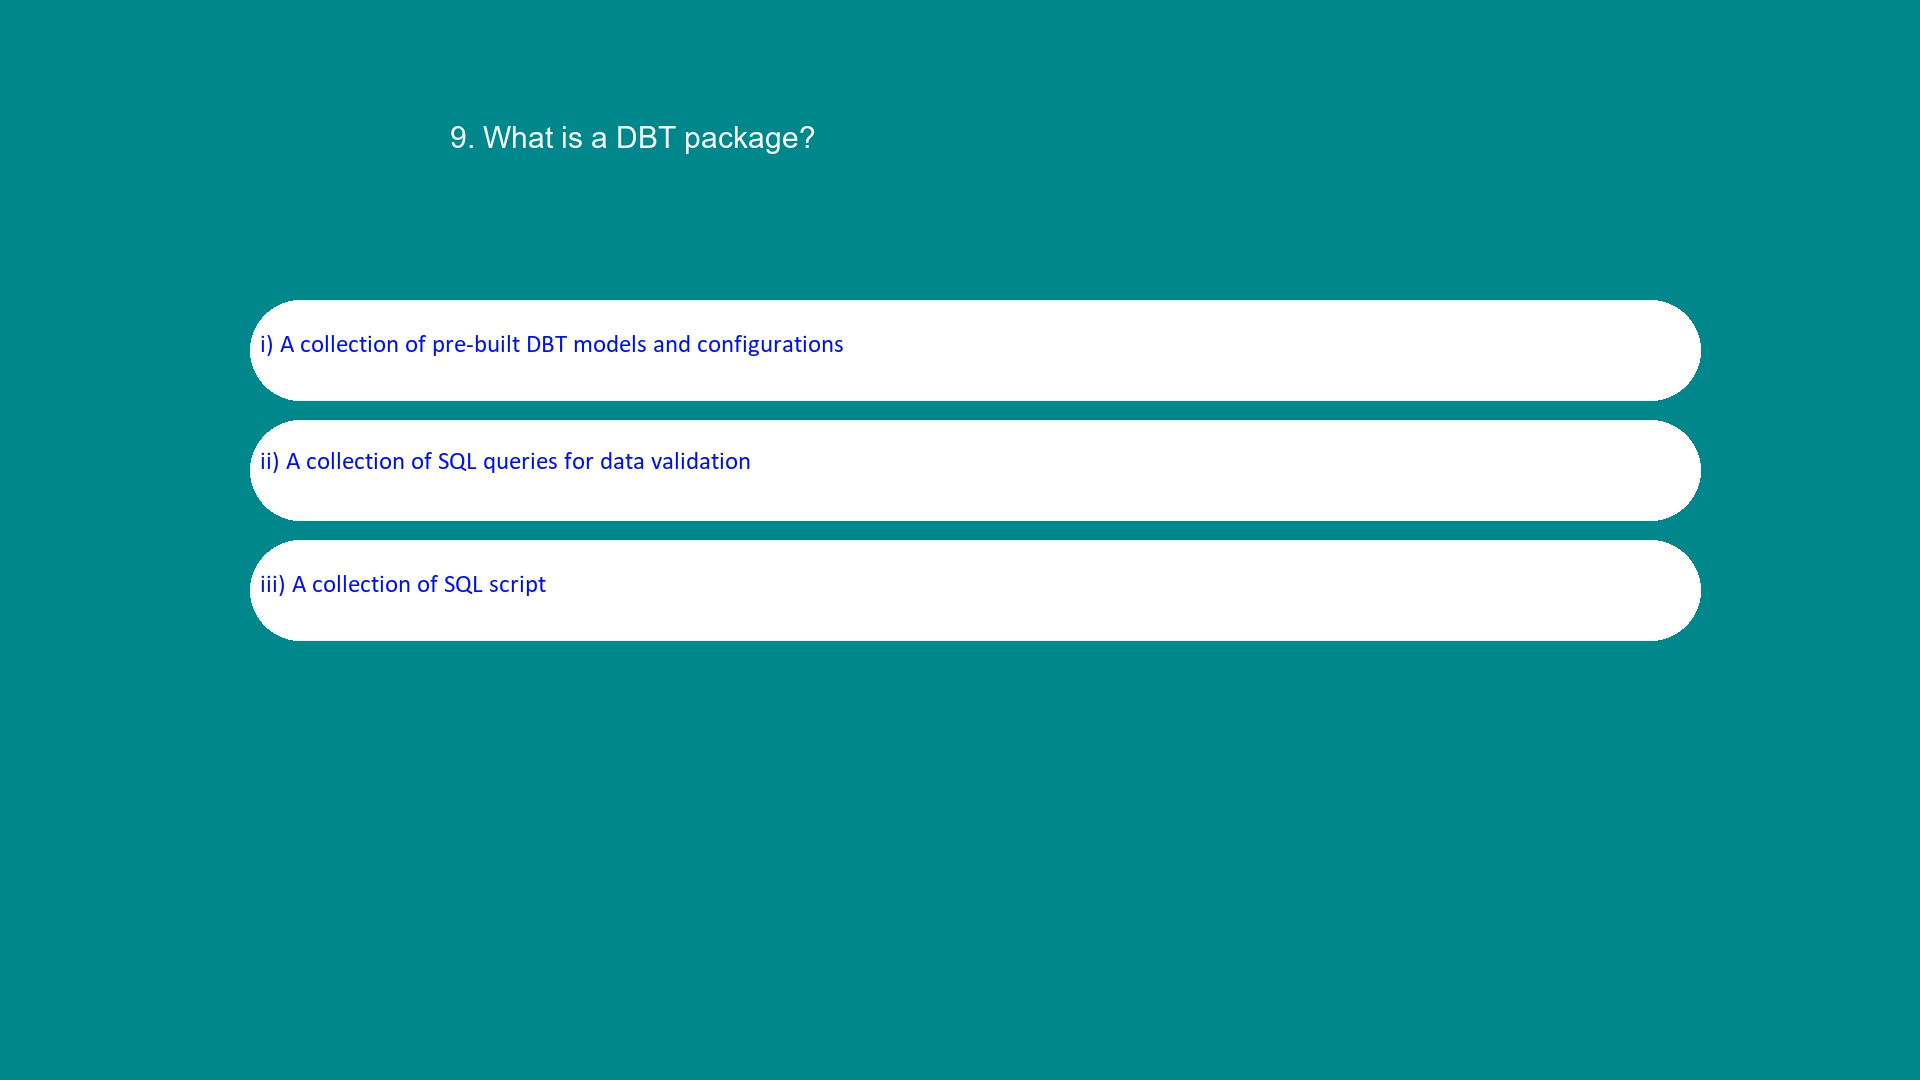 9. What is a DBT package?
i) A collection of pre-built DBT models and configurations
ii) A collection of SQL queries for data validation
iii) A collection of SQL script